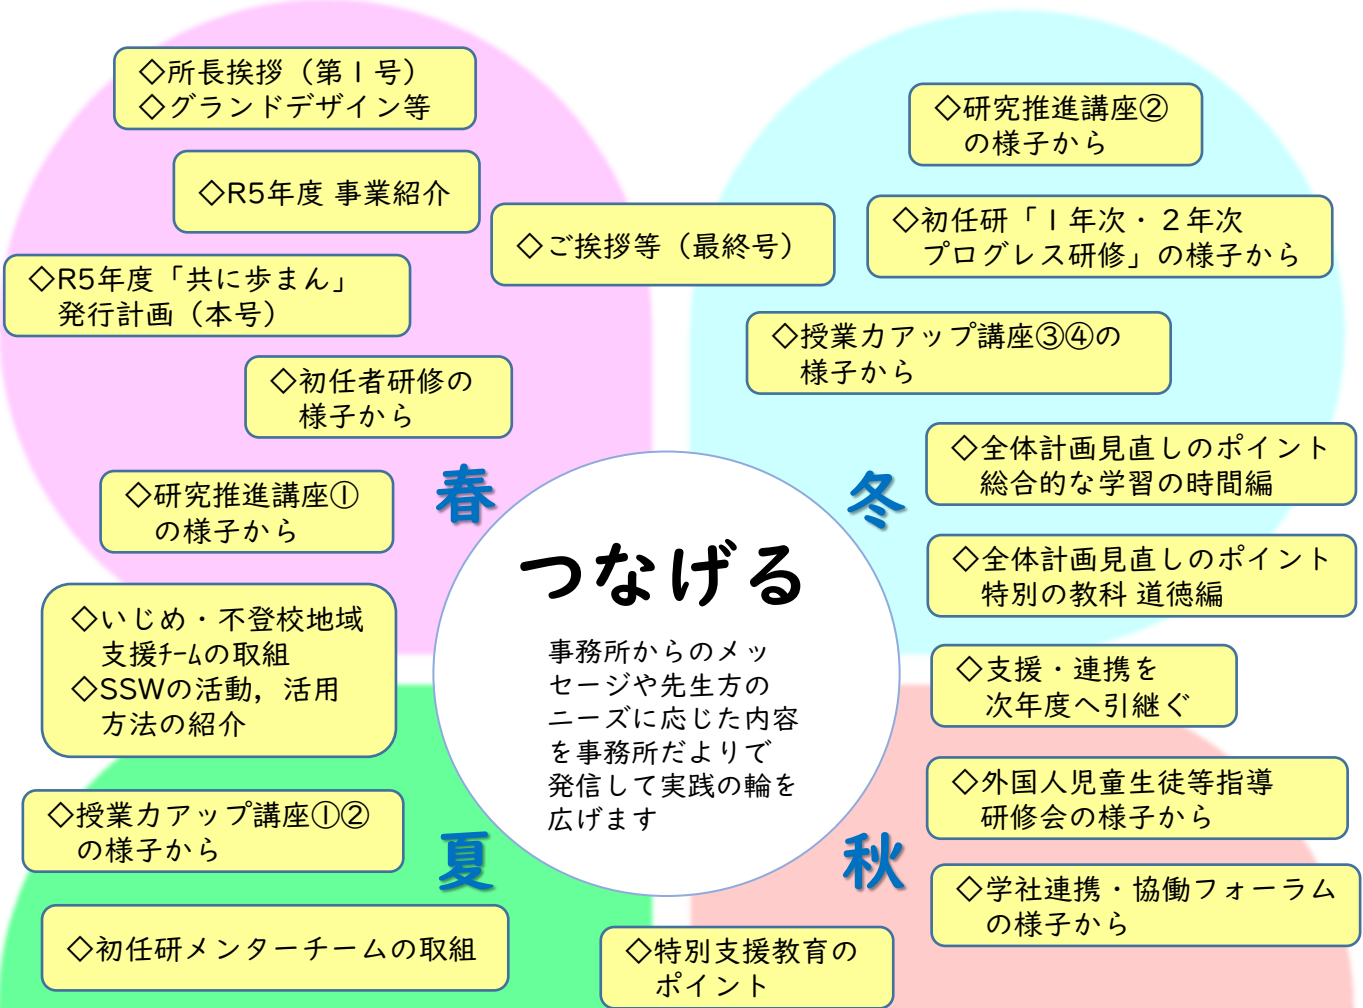 ◇所長挨拶（第１号）
◇グランドデザイン等
◇R5年度 事業紹介
◇R5年度「共に歩まん」
発行計画（本号）
◇初任者研修の
様子から
◇研究推進講座①
の様子から
春
◇いじめ・不登校地域
支援ﾁｰﾑの取組
◇SSWの活動，活用
方法の紹介
◇授業力アップ講座①②
の様子から
夏
◇初任研メンターチームの取組
◇特別支援教育の
ポイント
秋
◇学社連携・協働フォーラム
の様子から
◇外国人児童生徒等指導
研修会の様子から
◇支援・連携を
次年度へ引継ぐ
◇全体計画見直しのポイント
特別の教科 道徳編
◇全体計画見直しのポイント
総合的な学習の時間編
冬
◇授業力アップ講座③④の
様子から
◇初任研「１年次・２年次
プログレス研修」の様子から
◇研究推進講座②
の様子から
◇ご挨拶等（最終号）
つなげる
事務所からのメッ
セージや先生方の
ニーズに応じた内容
を事務所だよりで
発信して実践の輪を
広げます